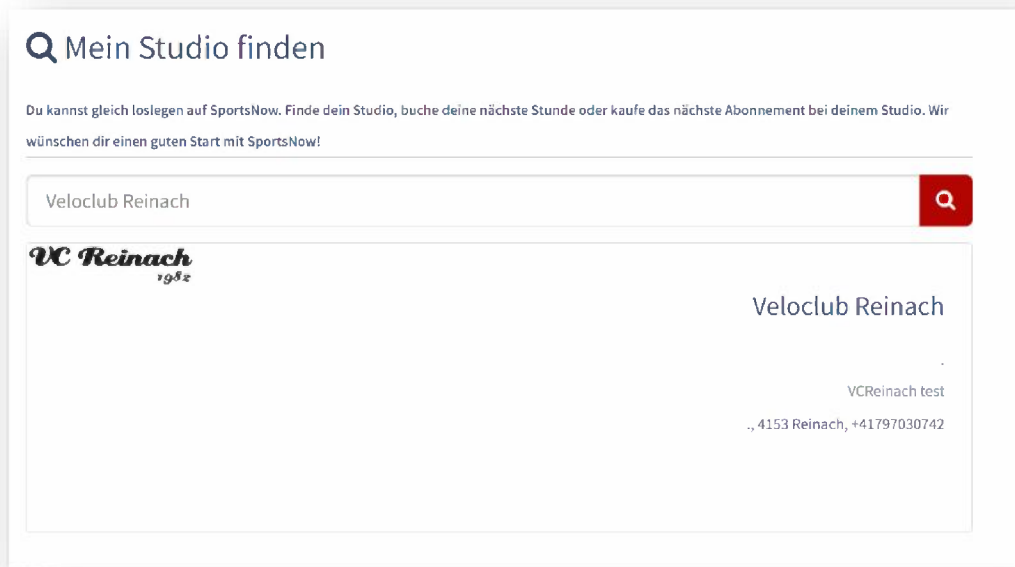 Mein Studio finden
Du kannst gleich loslegen auf SportsNow. Finde dein Studio, buche deine nächste Stunde oder kaufe das nächste Abonnement bei deinem Studio. Wir
wünschen dir einen guten Start mit SportsNow!
Veloclub Reinach
VC Reinach
1982
Veloclub Reinach
.
VCReinach test
., 4153 Reinach, +41797030742